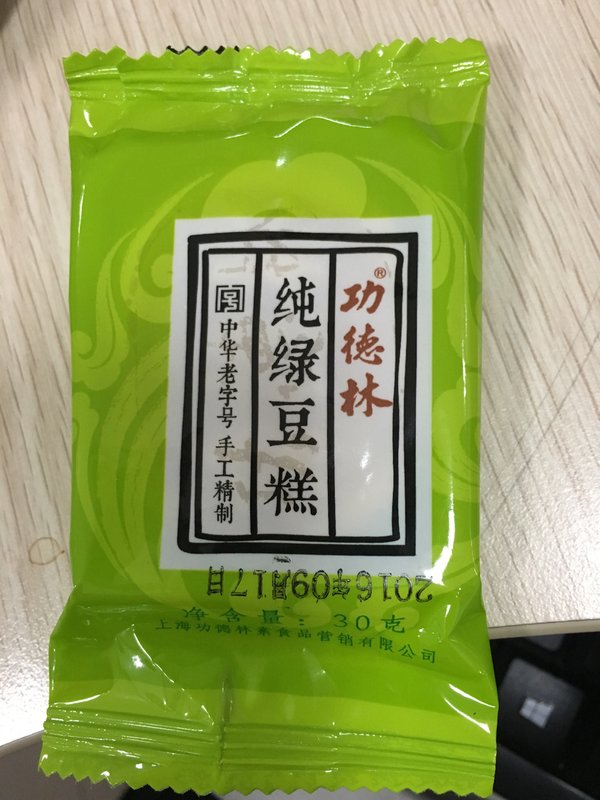 功德林®
纯绿豆糕
中华老字号 手工精制
2016年09月17日
净含量：30克
上海功德林素食品营销有限公司